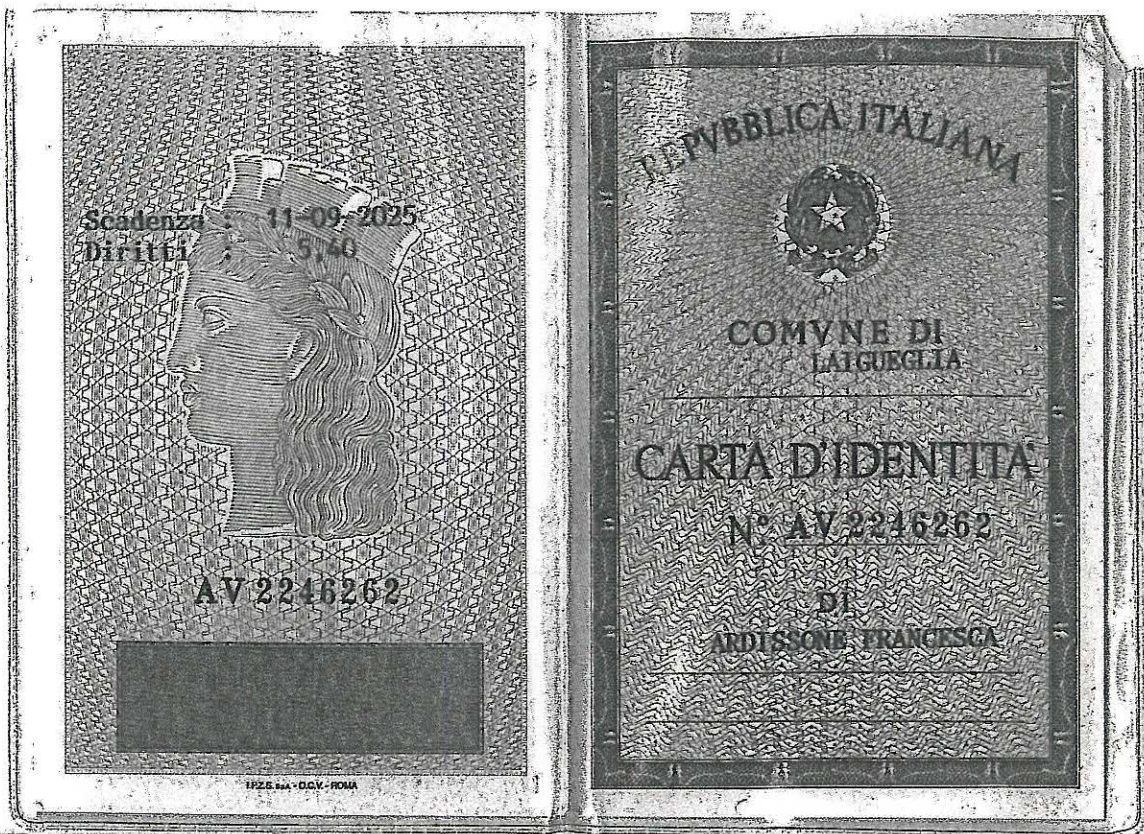 Scadenza : 11-09-2025
Diritti : 5,40
AV 2246262
I.P.Z.S. S.p.A. - O.C.V. - ROMA
REPVBBLICA ITALIANA
COMVNE DI
LAIGUEGLIA
CARTA D'IDENTITA'
N° AV 2246262
DI
ARDISSONE FRANCESCA